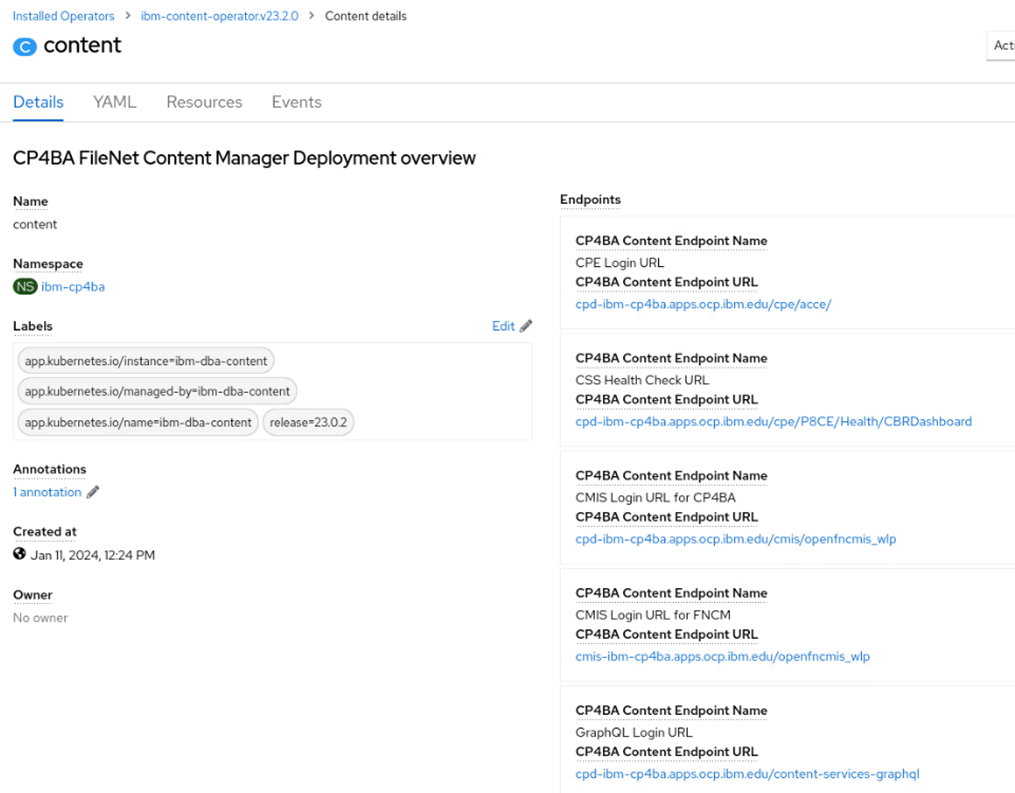 Installed Operators > ibm-content-operator.v23.2.0 > Content details
C content
Details YAML Resources Events
CP4BA FileNet Content Manager Deployment overview
Name
content
Namespace
NS ibm-cp4ba
Labels Edit
app.kubernetes.io/instance=ibm-dba-content
app.kubernetes.io/managed-by=ibm-dba-content
app.kubernetes.io/name=ibm-dba-content release=23.0.2
Annotations
1 annotation
Created at
Jan 11, 2024, 12:24 PM
Owner
No owner
Endpoints
CP4BA Content Endpoint Name
CPE Login URL
CP4BA Content Endpoint URL
cpd-ibm-cp4ba.apps.ocp.ibm.edu/cpe/acce/
CP4BA Content Endpoint Name
CSS Health Check URL
CP4BA Content Endpoint URL
cpd-ibm-cp4ba.apps.ocp.ibm.edu/cpe/P8CE/Health/CBRDashboard
CP4BA Content Endpoint Name
CMIS Login URL for CP4BA
CP4BA Content Endpoint URL
cpd-ibm-cp4ba.apps.ocp.ibm.edu/cmis/openfncmis_wlp
CP4BA Content Endpoint Name
CMIS Login URL for FNCM
CP4BA Content Endpoint URL
cmis-ibm-cp4ba.apps.ocp.ibm.edu/openfncmis_wlp
CP4BA Content Endpoint Name
GraphQL Login URL
CP4BA Content Endpoint URL
cpd-ibm-cp4ba.apps.ocp.ibm.edu/content-services-graphql